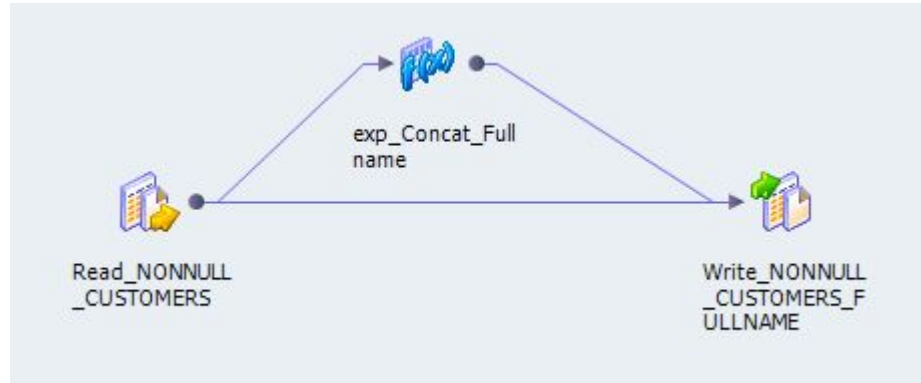 f(x)
exp_Concat_Full
name
Read_NONNULL
_CUSTOMERS
Write_NONNULL
_CUSTOMERS_F
ULLNAME